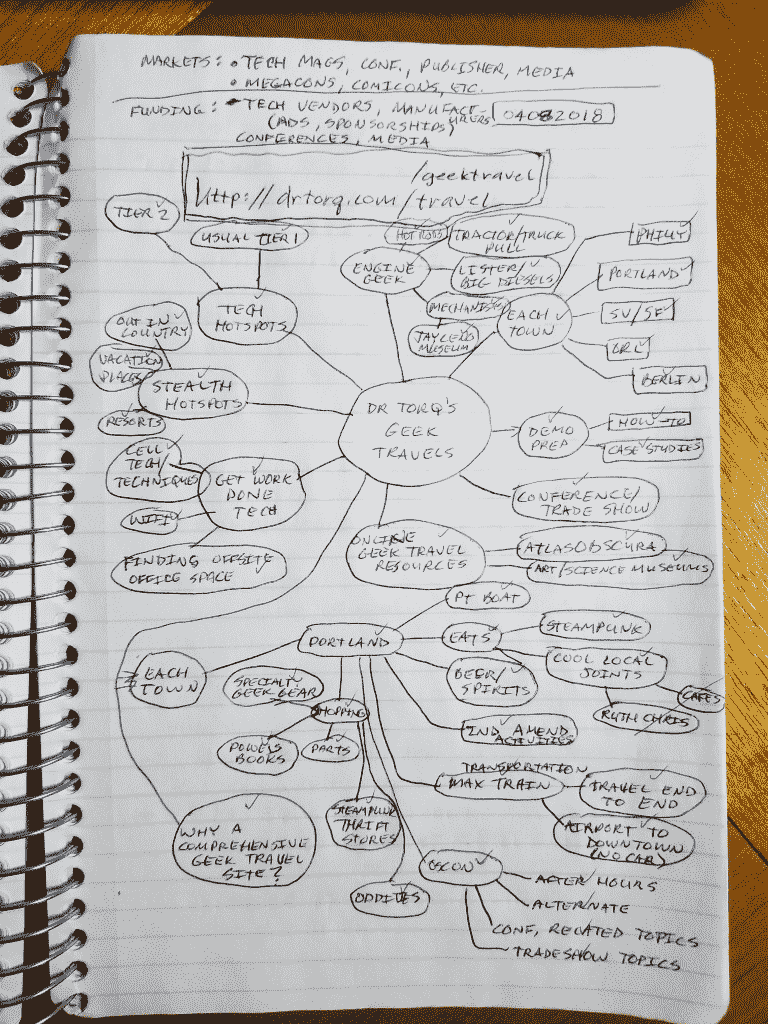 MARKETS: • TECH MAGS, CONF., PUBLISHER, MEDIA
• MEGACONS, COMICONS, ETC.
FUNDING: • TECH VENDORS, MANUFACTURERS
(ADS, SPONSORSHIPS)
CONFERENCES, MEDIA
04082018
/geektravel
http://drtorq.com/travel
TIER 2
USUAL TIER 1
TECH
HOTSPOTS
HOT RODS
TRACTOR/TRUCK
PULL
ENGINE
GEEK
LISTER/
BIG DIESELS
MECHANISMS
JAY LENO
MUSEUM
EACH
TOWN
PHILLY
PORTLAND
SV/SF
ORL
BERLIN
OUT IN
COUNTRY
VACATION
PLACES
RESORTS
STEALTH
HOTSPOTS
DR TORQ'S
GEEK
TRAVELS
DEMO
PREP
HOW-TO
CASE STUDIES
CELL
TECH/
TECHNIQUES
WIFI
FINDING OFFSITE
OFFICE SPACE
GET WORK
DONE
TECH
CONFERENCE/
TRADE SHOW
ONLINE
GEEK TRAVEL
RESOURCES
ATLASOBSCURA
ART/SCIENCE MUSEUMS
PORTLAND
PT BOAT
EATS
STEAMPUNK
COOL LOCAL
JOINTS
CAFES
RUTH CHRIS
BEER/
SPIRITS
EACH
TOWN
SPECIALTY
GEEK GEAR
SHOPPING
POWELS
BOOKS
PARTS
IND AMEND
ACTIVITIES
TRANSPORTATION
MAX TRAIN
TRAVEL END
TO END
AIRPORT TO
DOWNTOWN
(NO CAR)
STEAMPUNK
THRIFT
STORES
ODDITIES
WHY A
COMPREHENSIVE
GEEK TRAVEL
SITE?
OSCON
AFTER HOURS
ALTERNATE
CONF, RELATED TOPICS
TRADESHOW TOPICS